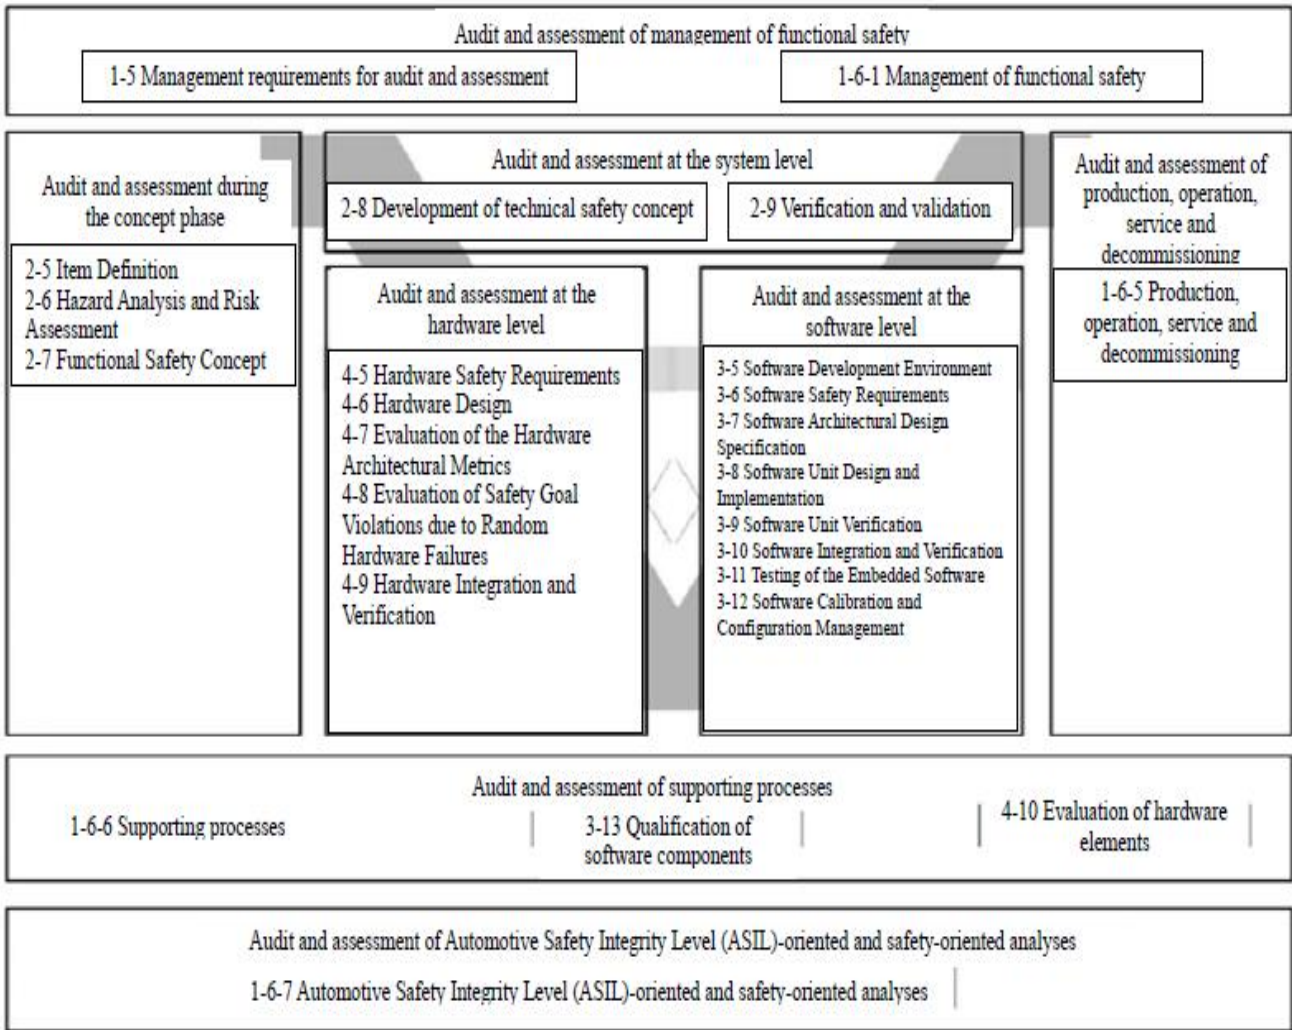 Audit and assessment of management of functional safety
1-5 Management requirements for audit and assessment
1-6-1 Management of functional safety
Audit and assessment during
the concept phase
2-5 Item Definition
2-6 Hazard Analysis and Risk
Assessment
2-7 Functional Safety Concept
Audit and assessment at the system level
2-8 Development of technical safety concept
2-9 Verification and validation
Audit and assessment at the
hardware level
4-5 Hardware Safety Requirements
4-6 Hardware Design
4-7 Evaluation of the Hardware
Architectural Metrics
4-8 Evaluation of Safety Goal
Violations due to Random
Hardware Failures
4-9 Hardware Integration and
Verification
Audit and assessment at the
software level
3-5 Software Development Environment
3-6 Software Safety Requirements
3-7 Software Architectural Design
Specification
3-8 Software Unit Design and
Implementation
3-9 Software Unit Verification
3-10 Software Integration and Verification
3-11 Testing of the Embedded Software
3-12 Software Calibration and
Configuration Management
Audit and assessment of
production, operation,
service and
decommissioning
1-6-5 Production,
operation, service and
decommissioning
Audit and assessment of supporting processes
1-6-6 Supporting processes
3-13 Qualification of
software components
4-10 Evaluation of hardware
elements
Audit and assessment of Automotive Safety Integrity Level (ASIL)-oriented and safety-oriented analyses
1-6-7 Automotive Safety Integrity Level (ASIL)-oriented and safety-oriented analyses